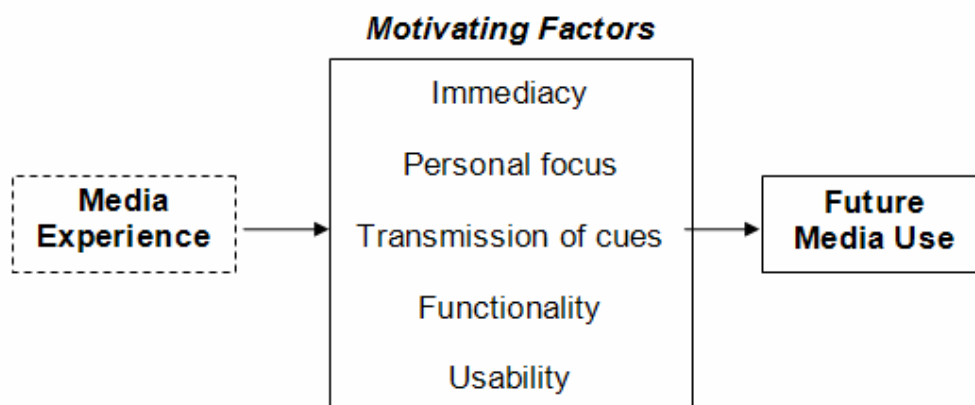 Motivating Factors
Immediacy
Personal focus
Media
Experience
Transmission of cues
Future
Media Use
Functionality
Usability